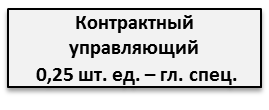 Контрактный
управляющий
0,25 шт. ед. – гл. спец.